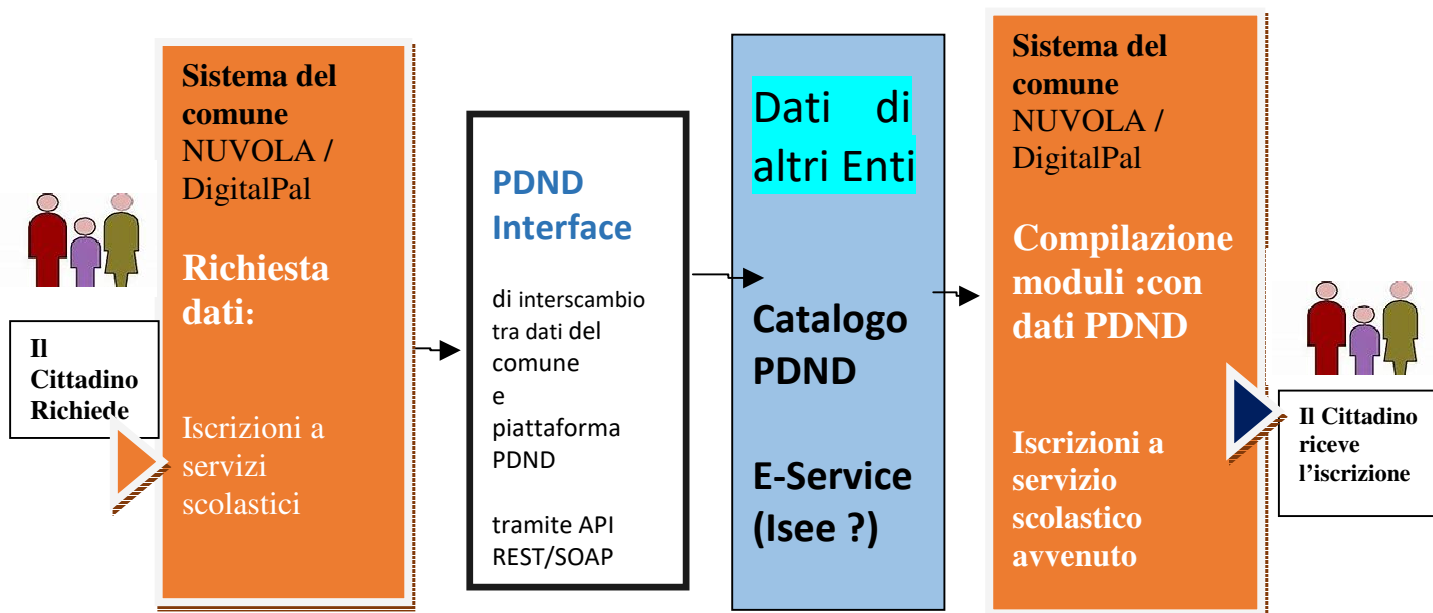 Il
Cittadino
Richiede
Sistema del
comune
NUVOLA /
DigitalPal
Richiesta
dati:
Iscrizioni a
servizi
scolastici
PDND
Interface
di interscambio
tra dati del
comune
e
piattaforma
PDND
tramite API
REST/SOAP
Dati di
altri Enti
Catalogo
PDND
E-Service
(Isee ?)
Sistema del
comune
NUVOLA /
DigitalPal
Compilazione
moduli :con
dati PDND
Iscrizioni a
servizio
scolastico
avvenuto
Il Cittadino
riceve
l’iscrizione